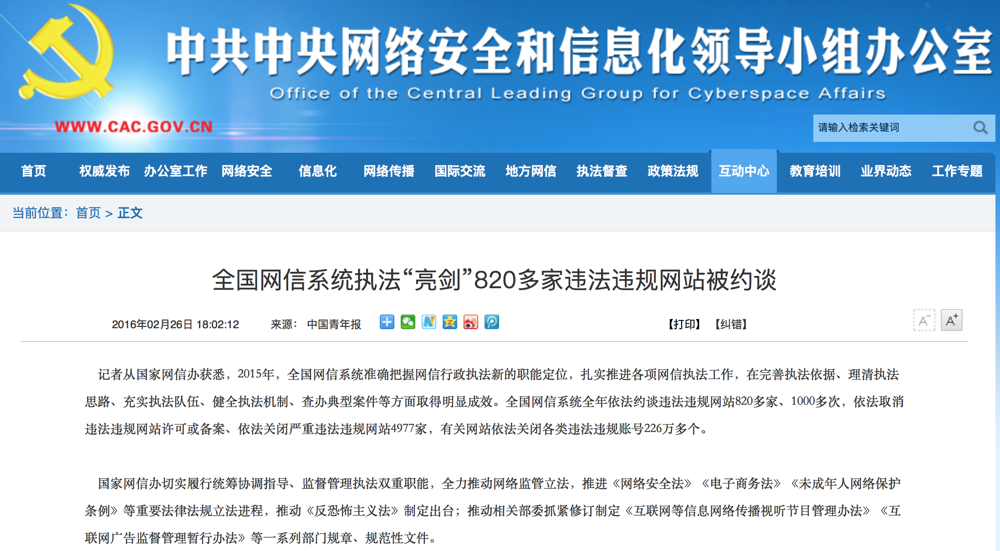 中共中央网络安全和信息化领导小组办公室
Office of the Central Leading Group for Cyberspace Affairs
WWW.CAC.GOV.CN
请输入检索关键词
首页 权威发布 办公室工作 网络安全 信息化 网络传播 国际交流 地方网信 执法督查 政策法规 互动中心 教育培训 业界动态 工作专题
当前位置：首页 > 正文
全国网信系统执法“亮剑”820多家违法违规网站被约谈
2016年02月26日 18:02:12 来源： 中国青年报 【打印】 【纠错】 A- A+
记者从国家网信办获悉，2015年，全国网信系统准确把握网信行政执法新的职能定位，扎实推进各项网信执法工作，在完善执法依据、理清执法
思路、充实执法队伍、健全执法机制、查办典型案件等方面取得明显成效。全国网信系统全年依法约谈违法违规网站820多家、1000多次，依法取消
违法违规网站许可或备案、依法关闭严重违法违规网站4977家，有关网站依法关闭各类违法违规账号226万多个。
国家网信办切实履行统筹协调指导、监督管理执法双重职能，全力推动网络监管立法，推进《网络安全法》《电子商务法》《未成年人网络保护
条例》等重要法律法规立法进程，推动《反恐怖主义法》制定出台；推动相关部委抓紧修订制定《互联网等信息网络传播视听节目管理办法》《互
联网广告监督管理暂行办法》等一系列部门规章、规范性文件。